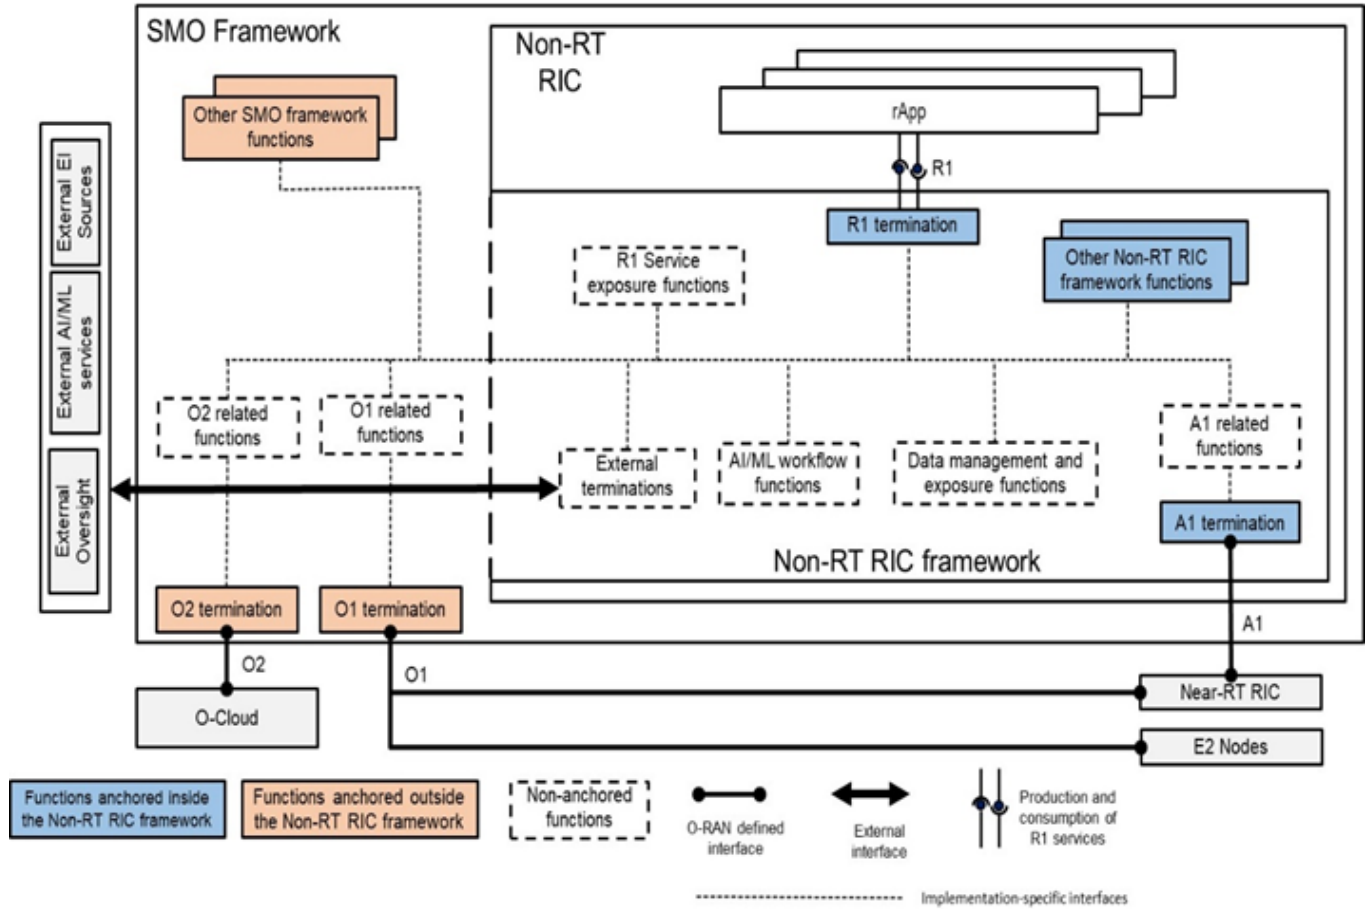 SMO Framework
Non-RT
RIC
Other SMO framework
functions
rApp
R1
External EI
Sources
External AI/ML
services
External
Oversight
R1 termination
R1 Service
exposure functions
Other Non-RT RIC
framework functions
O2 related
functions
O1 related
functions
A1 related
functions
External
terminations
AI/ML workflow
functions
Data management and
exposure functions
A1 termination
Non-RT RIC framework
O2 termination
O1 termination
A1
O2
O1
O-Cloud
Near-RT RIC
E2 Nodes
Functions anchored inside
the Non-RT RIC framework
Functions anchored outside
the Non-RT RIC framework
Non-anchored
functions
O-RAN defined
interface
External
interface
Production and
consumption of
R1 services
Implementation-specific interfaces